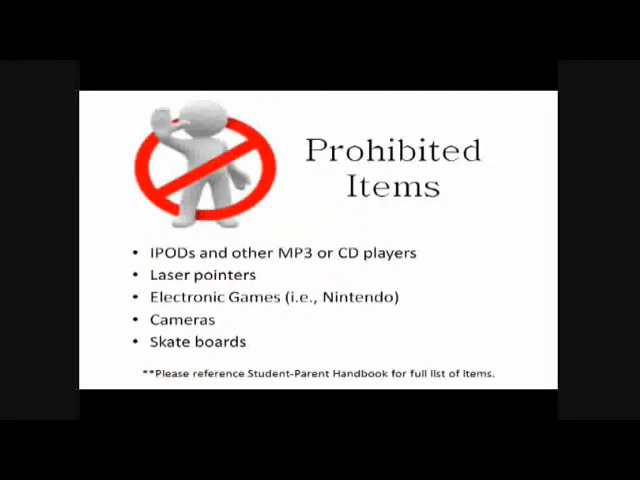 Prohibited
Items
• IPODs and other MP3 or CD players
• Laser pointers
• Electronic Games (i.e., Nintendo)
• Cameras
• Skate boards
**Please reference Student-Parent Handbook for full list of items.